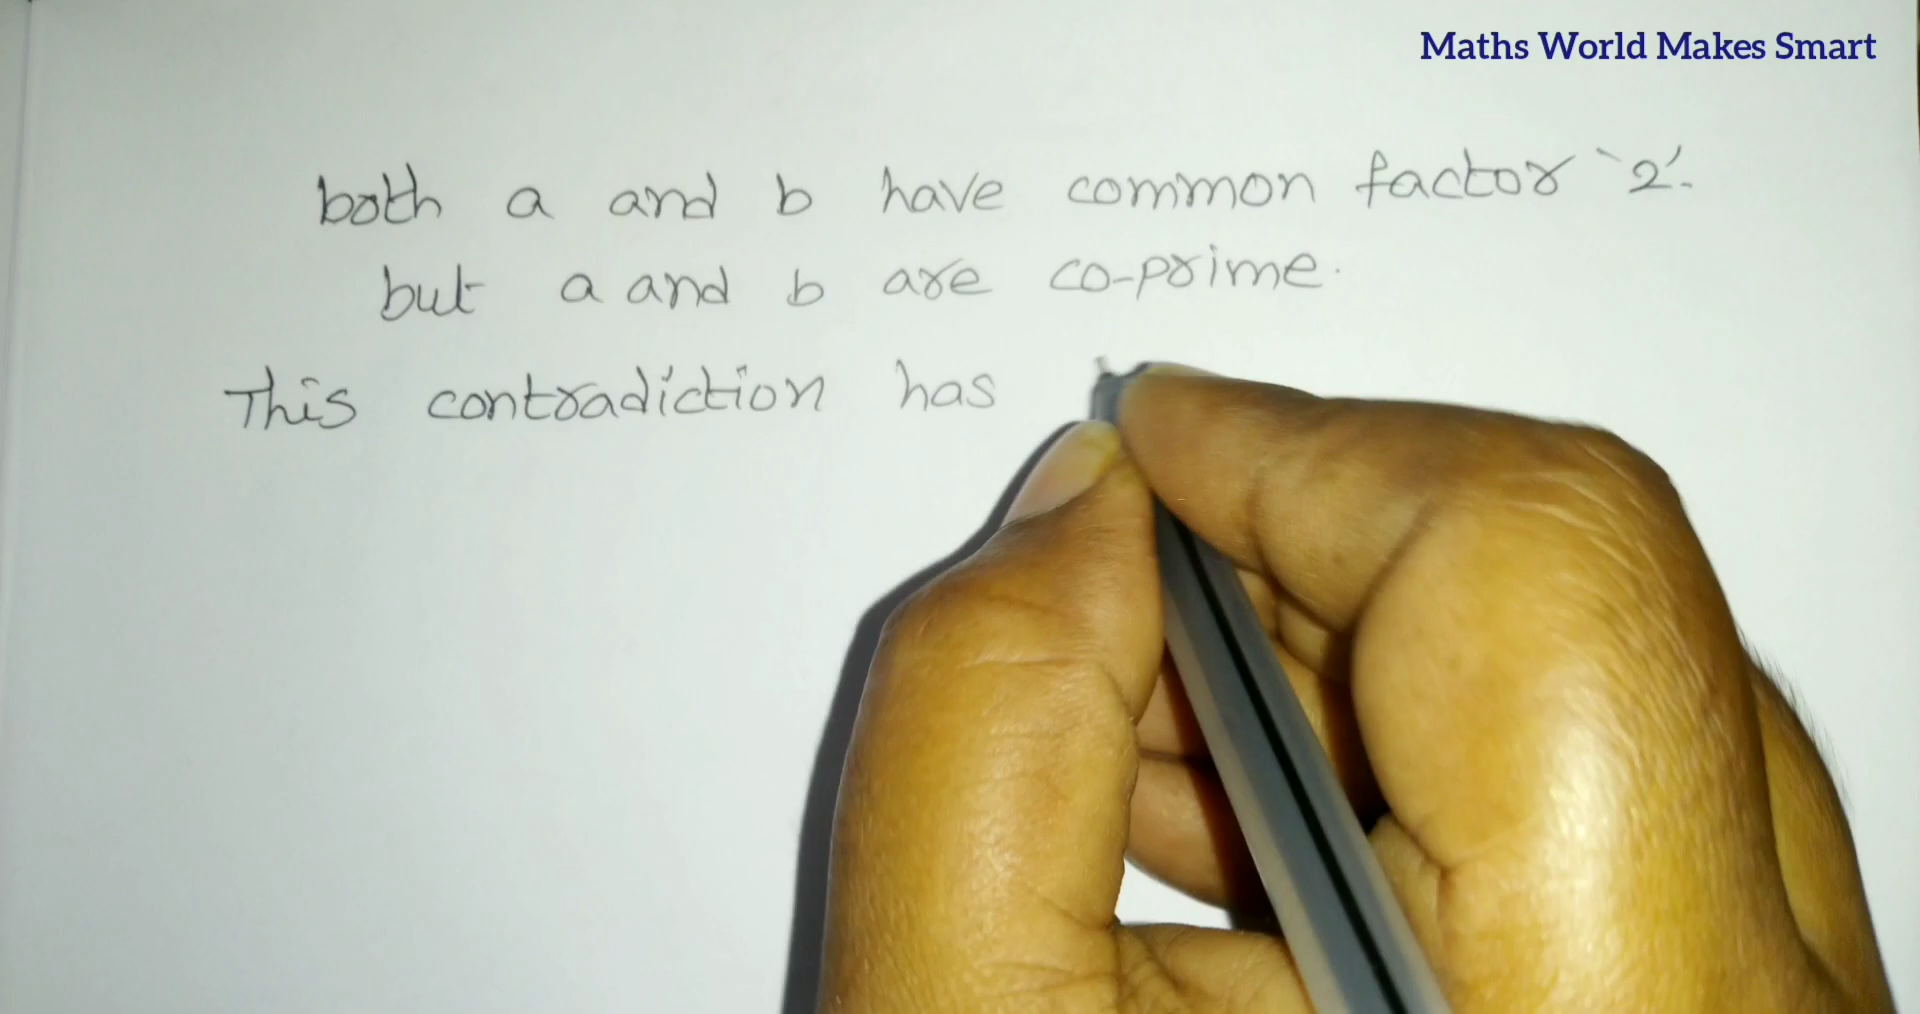 Maths World Makes Smart
both a and b have common factor `2'.
but a and b are co-prime.
This contradiction has